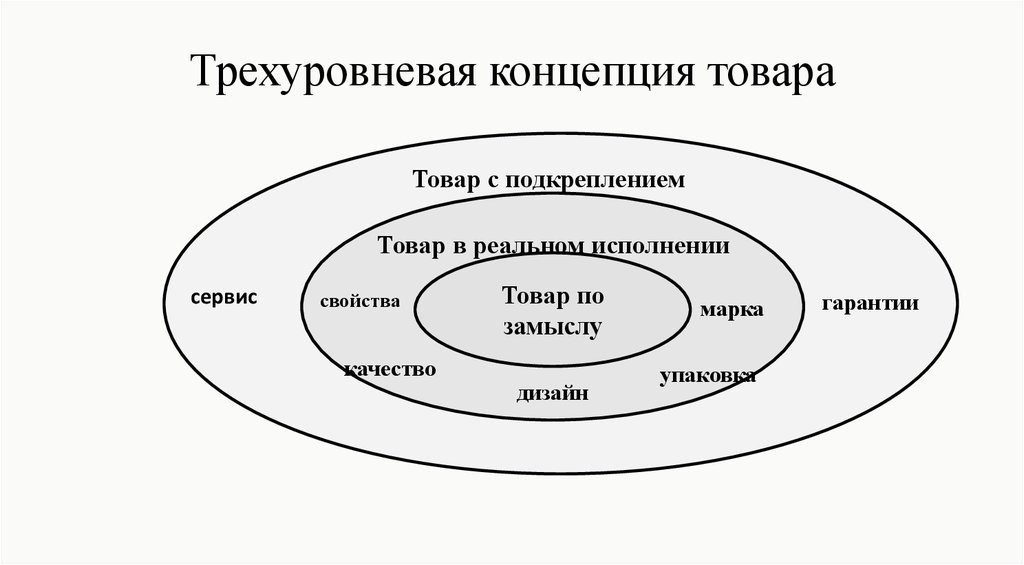 Трехуровневая концепция товара
Товар с подкреплением
Товар в реальном исполнении
сервис
свойства
Товар по
замыслу
марка
гарантии
качество
дизайн
упаковка